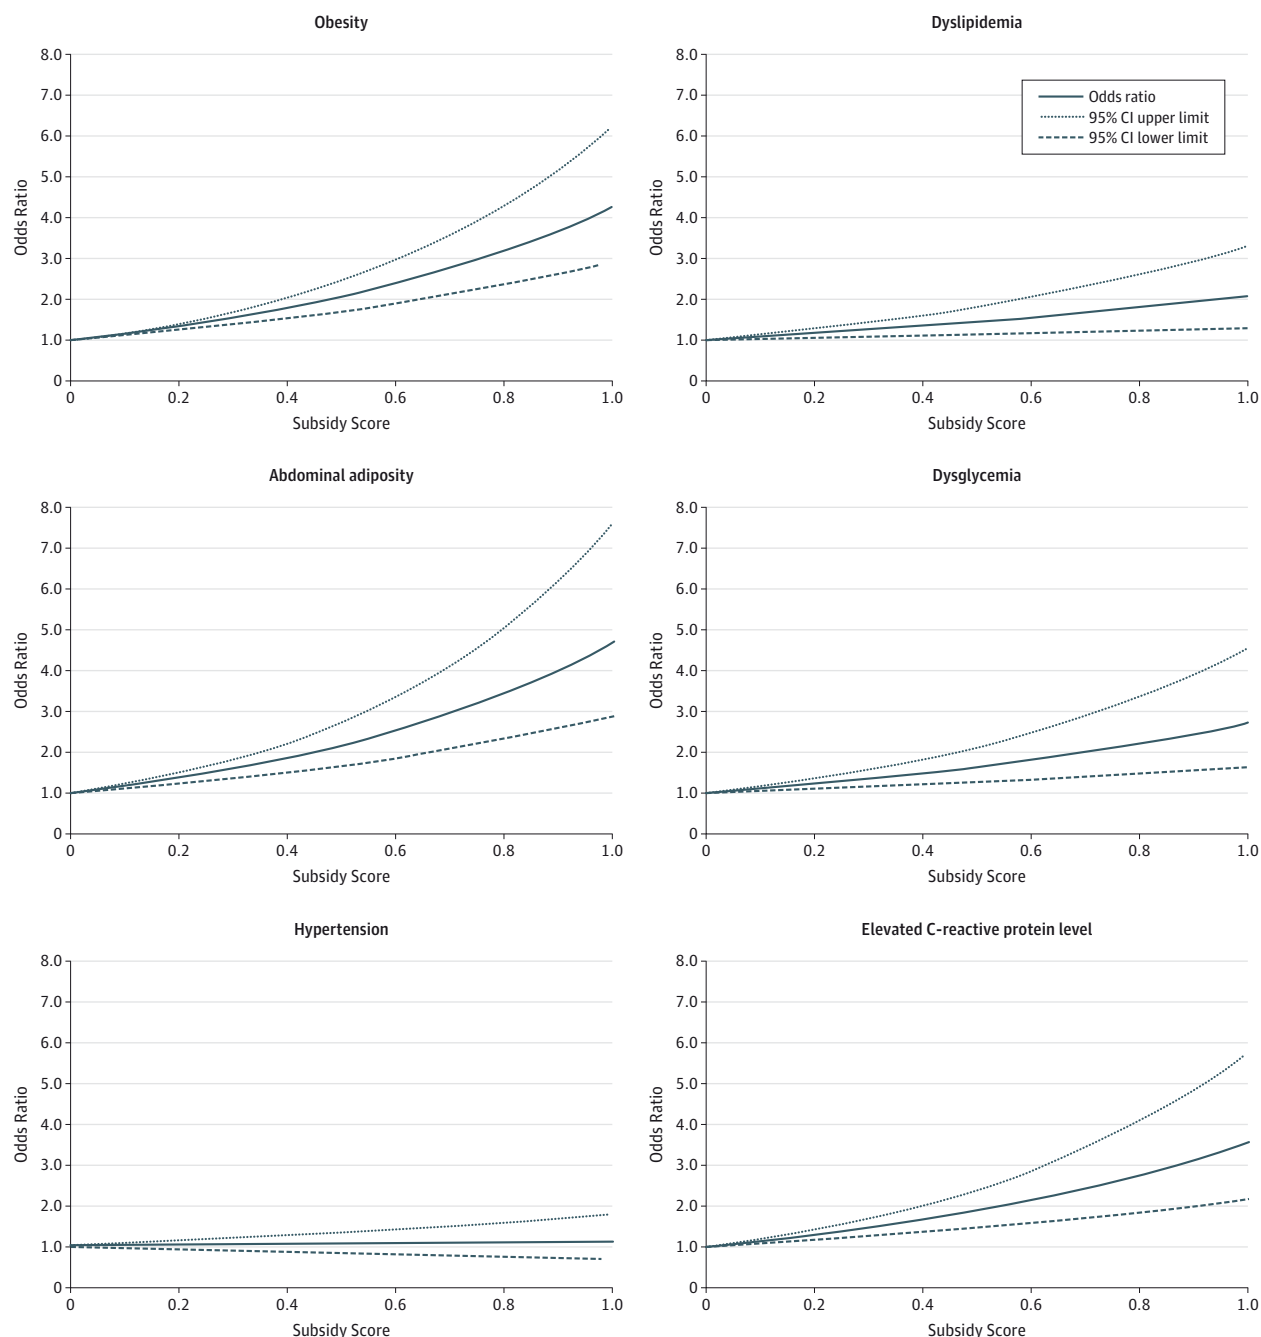 Obesity
8.0
7.0
6.0
5.0
4.0
3.0
2.0
1.0
0
Odds Ratio
0 0.2 0.4 0.6 0.8 1.0
Subsidy Score
Dyslipidemia
8.0
7.0
6.0
5.0
4.0
3.0
2.0
1.0
0
Odds Ratio
Odds ratio
95% CI upper limit
95% CI lower limit
0 0.2 0.4 0.6 0.8 1.0
Subsidy Score
Abdominal adiposity
8.0
7.0
6.0
5.0
4.0
3.0
2.0
1.0
0
Odds Ratio
0 0.2 0.4 0.6 0.8 1.0
Subsidy Score
Dysglycemia
8.0
7.0
6.0
5.0
4.0
3.0
2.0
1.0
0
Odds Ratio
0 0.2 0.4 0.6 0.8 1.0
Subsidy Score
Hypertension
8.0
7.0
6.0
5.0
4.0
3.0
2.0
1.0
0
Odds Ratio
0 0.2 0.4 0.6 0.8 1.0
Subsidy Score
Elevated C-reactive protein level
8.0
7.0
6.0
5.0
4.0
3.0
2.0
1.0
0
Odds Ratio
0 0.2 0.4 0.6 0.8 1.0
Subsidy Score